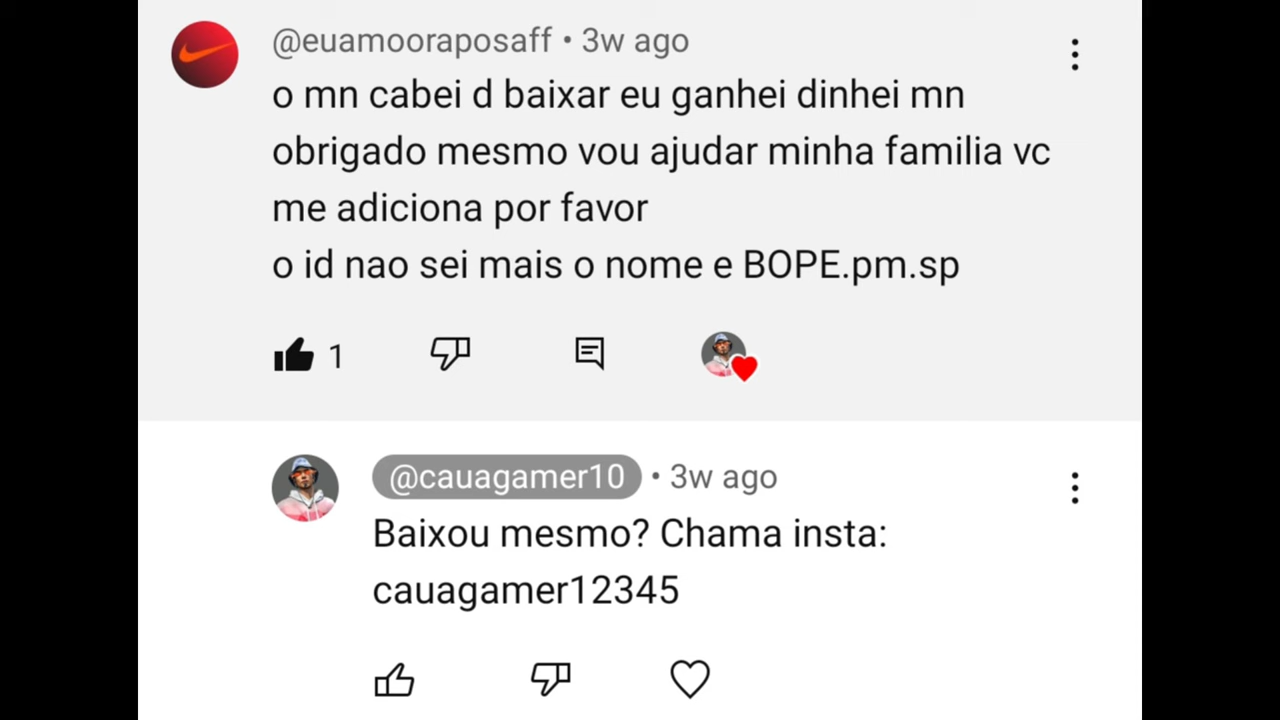 @euamooraposaff • 3w ago
o mn cabei d baixar eu ganhei dinhei mn
obrigado mesmo vou ajudar minha familia vc
me adiciona por favor
o id nao sei mais o nome e BOPE.pm.sp
1
@cauagamer10 • 3w ago
Baixou mesmo? Chama insta:
cauagamer12345